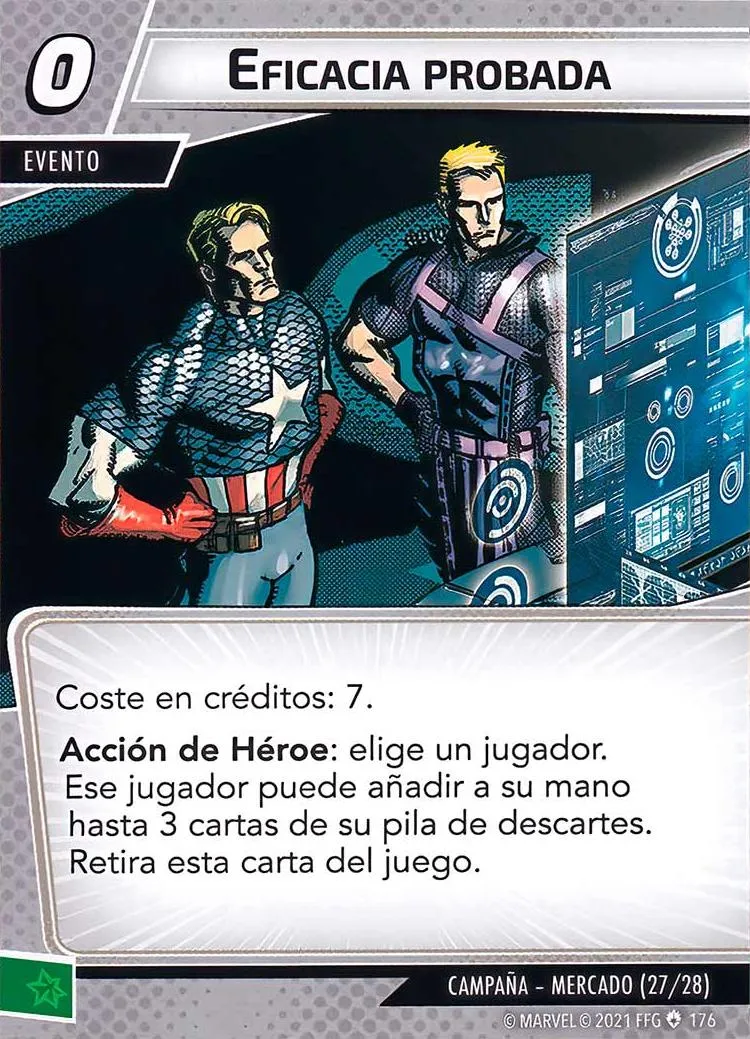 0
EFICACIA PROBADA
EVENTO
Coste en créditos: 7.
Acción de Héroe: elige un jugador.
Ese jugador puede añadir a su mano
hasta 3 cartas de su pila de descartes.
Retira esta carta del juego.
CAMPAÑA – MERCADO (27/28)
© MARVEL © 2021 FFG 176